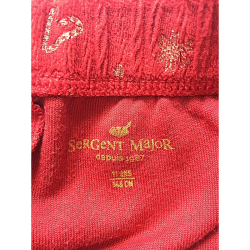 SERGENT MAJOR
DEPUIS 1987
11 ANS
146 CM